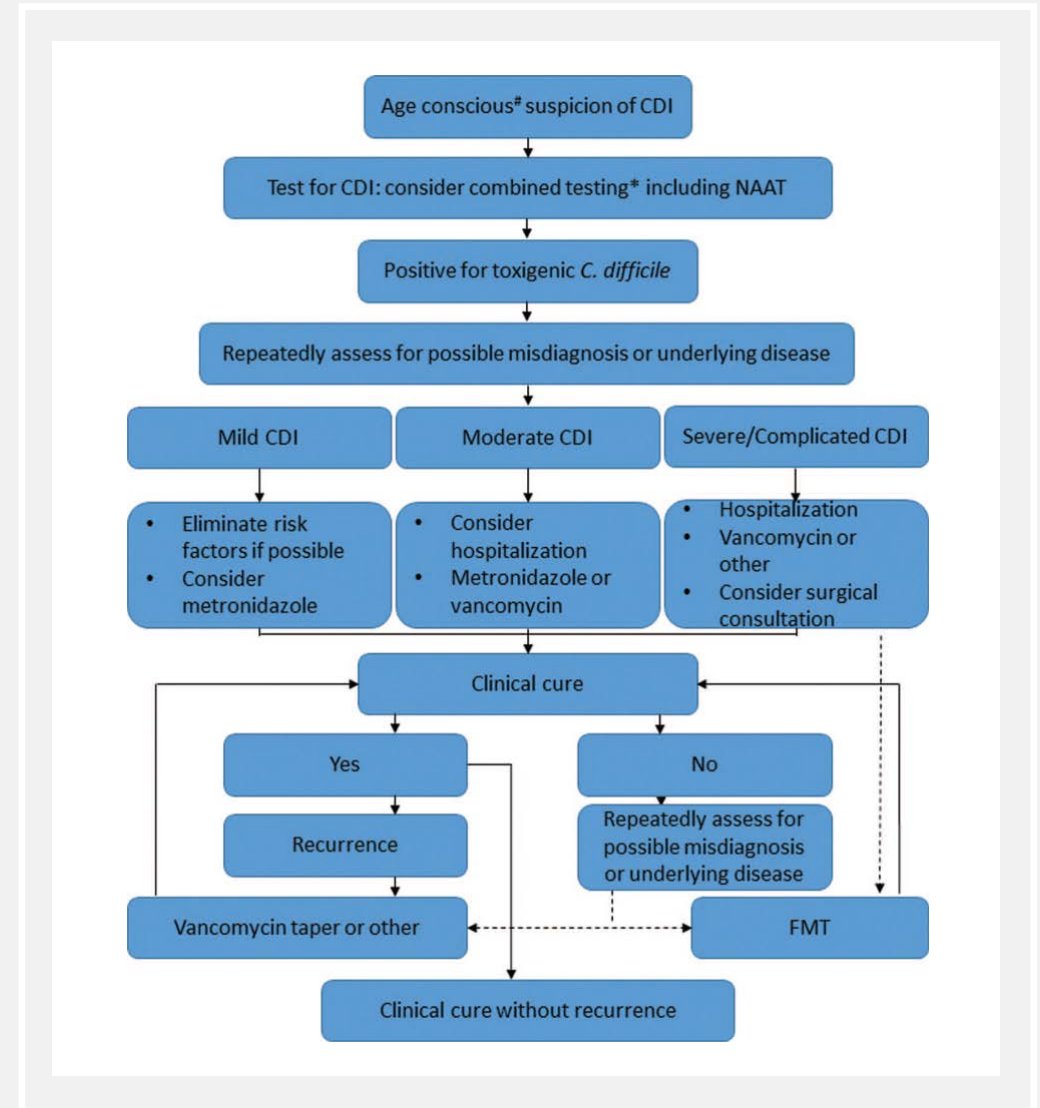 Age conscious# suspicion of CDI
Test for CDI: consider combined testing* including NAAT
Positive for toxigenic C. difficile
Repeatedly assess for possible misdiagnosis or underlying disease
Mild CDI
Moderate CDI
Severe/Complicated CDI
• Eliminate risk
factors if possible
• Consider
metronidazole
• Consider
hospitalization
• Metronidazole or
vancomycin
• Hospitalization
• Vancomycin or
other
• Consider surgical
consultation
Clinical cure
Yes
No
Recurrence
Repeatedly assess for
possible misdiagnosis
or underlying disease
Vancomycin taper or other
FMT
Clinical cure without recurrence